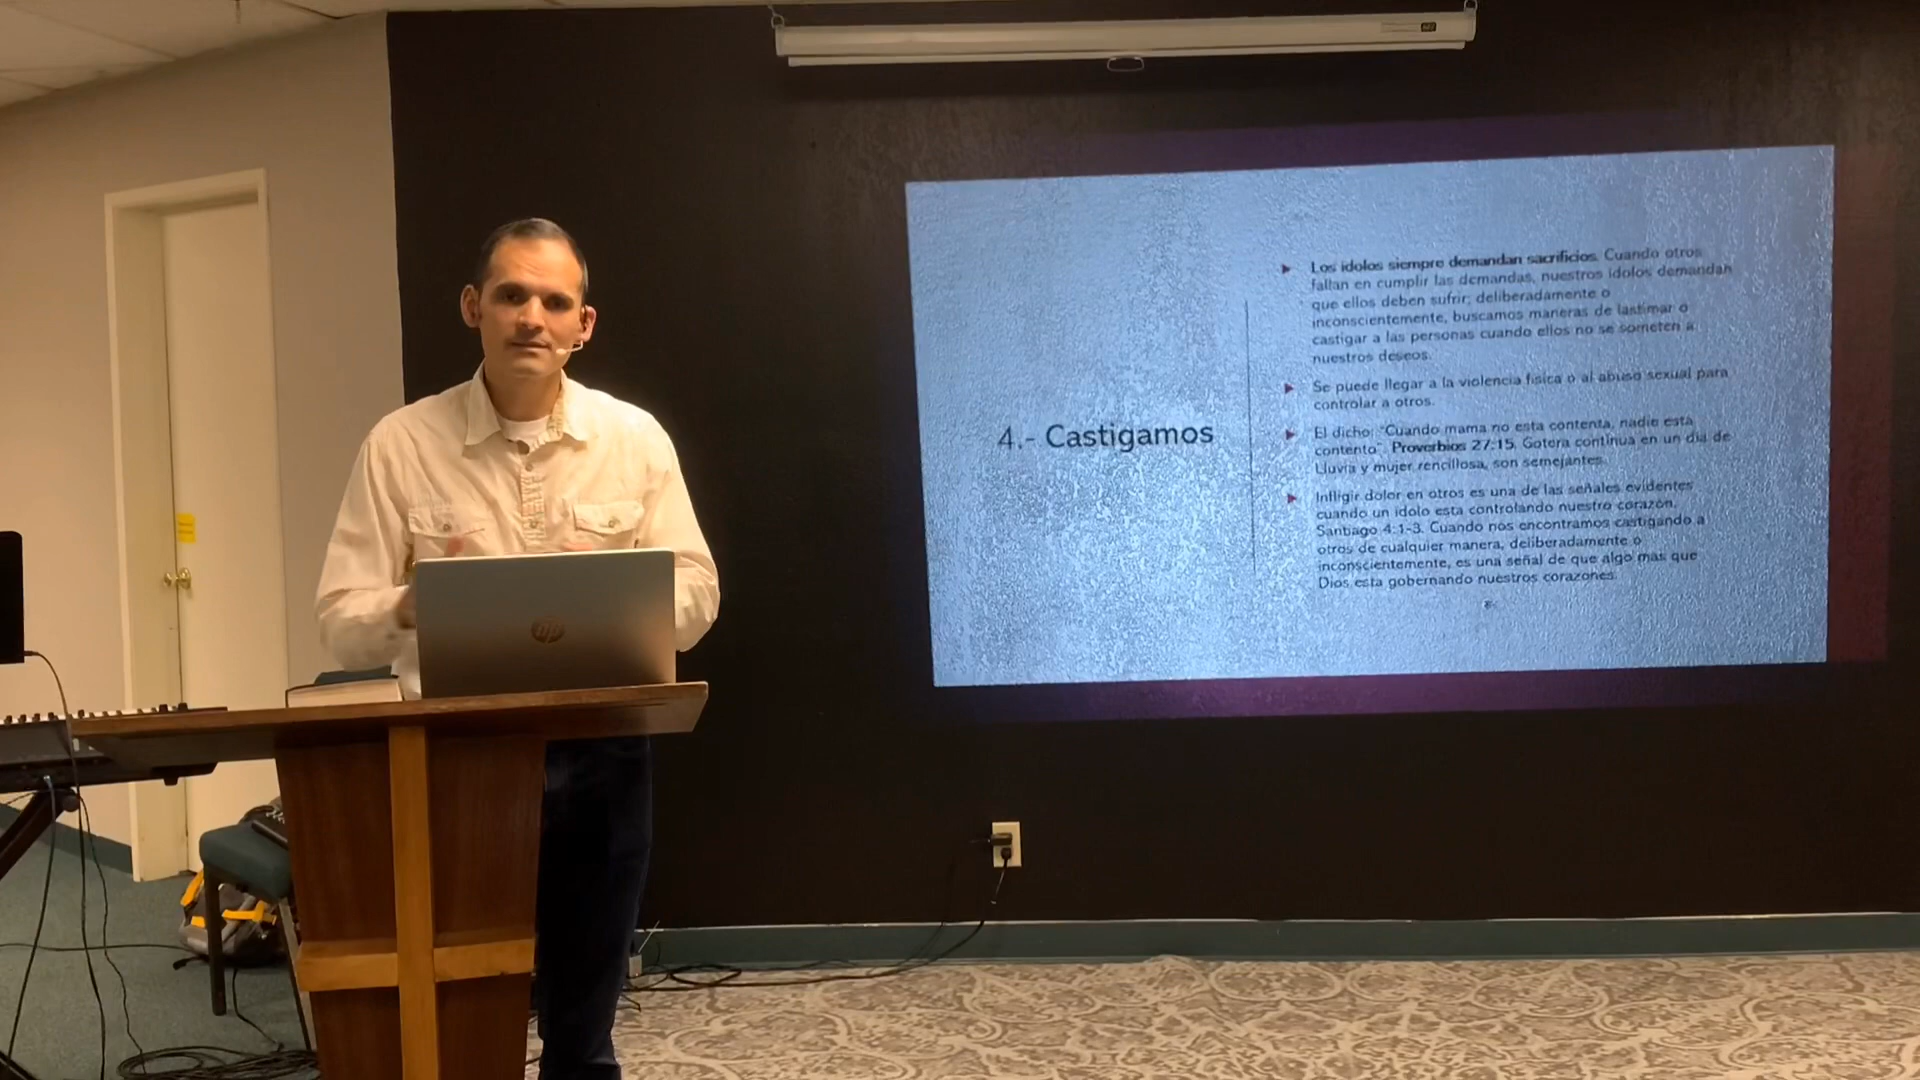 4.- Castigamos
Los idolos siempre demandan sacrificios. Cuando otros
fallan en cumplir las demandas, nuestros idolos demandan
que ellos deben sufrir; deliberadamente o
inconscientemente, buscamos maneras de lastimar o
castigar a las personas cuando ellos no se someten a
nuestros deseos.
Se puede llegar a la violencia fisica o al abuso sexual para
controlar a otros.
El dicho: "Cuando mama no esta contenta, nadie está
contento". Proverbios 27:15. Gotera continua en un dia de
Lluvia y mujer rencillosa, son semejantes.
Infligir dolor en otros es una de las señales evidentes
cuando un idolo esta controlando nuestro corazón.
Santiago 4:1-3. Cuando nos encontramos castigando a
otros de cualquier manera, deliberadamente o
inconscientemente, es una señal de que algo mas que
Dios esta gobernando nuestros corazones.
hp